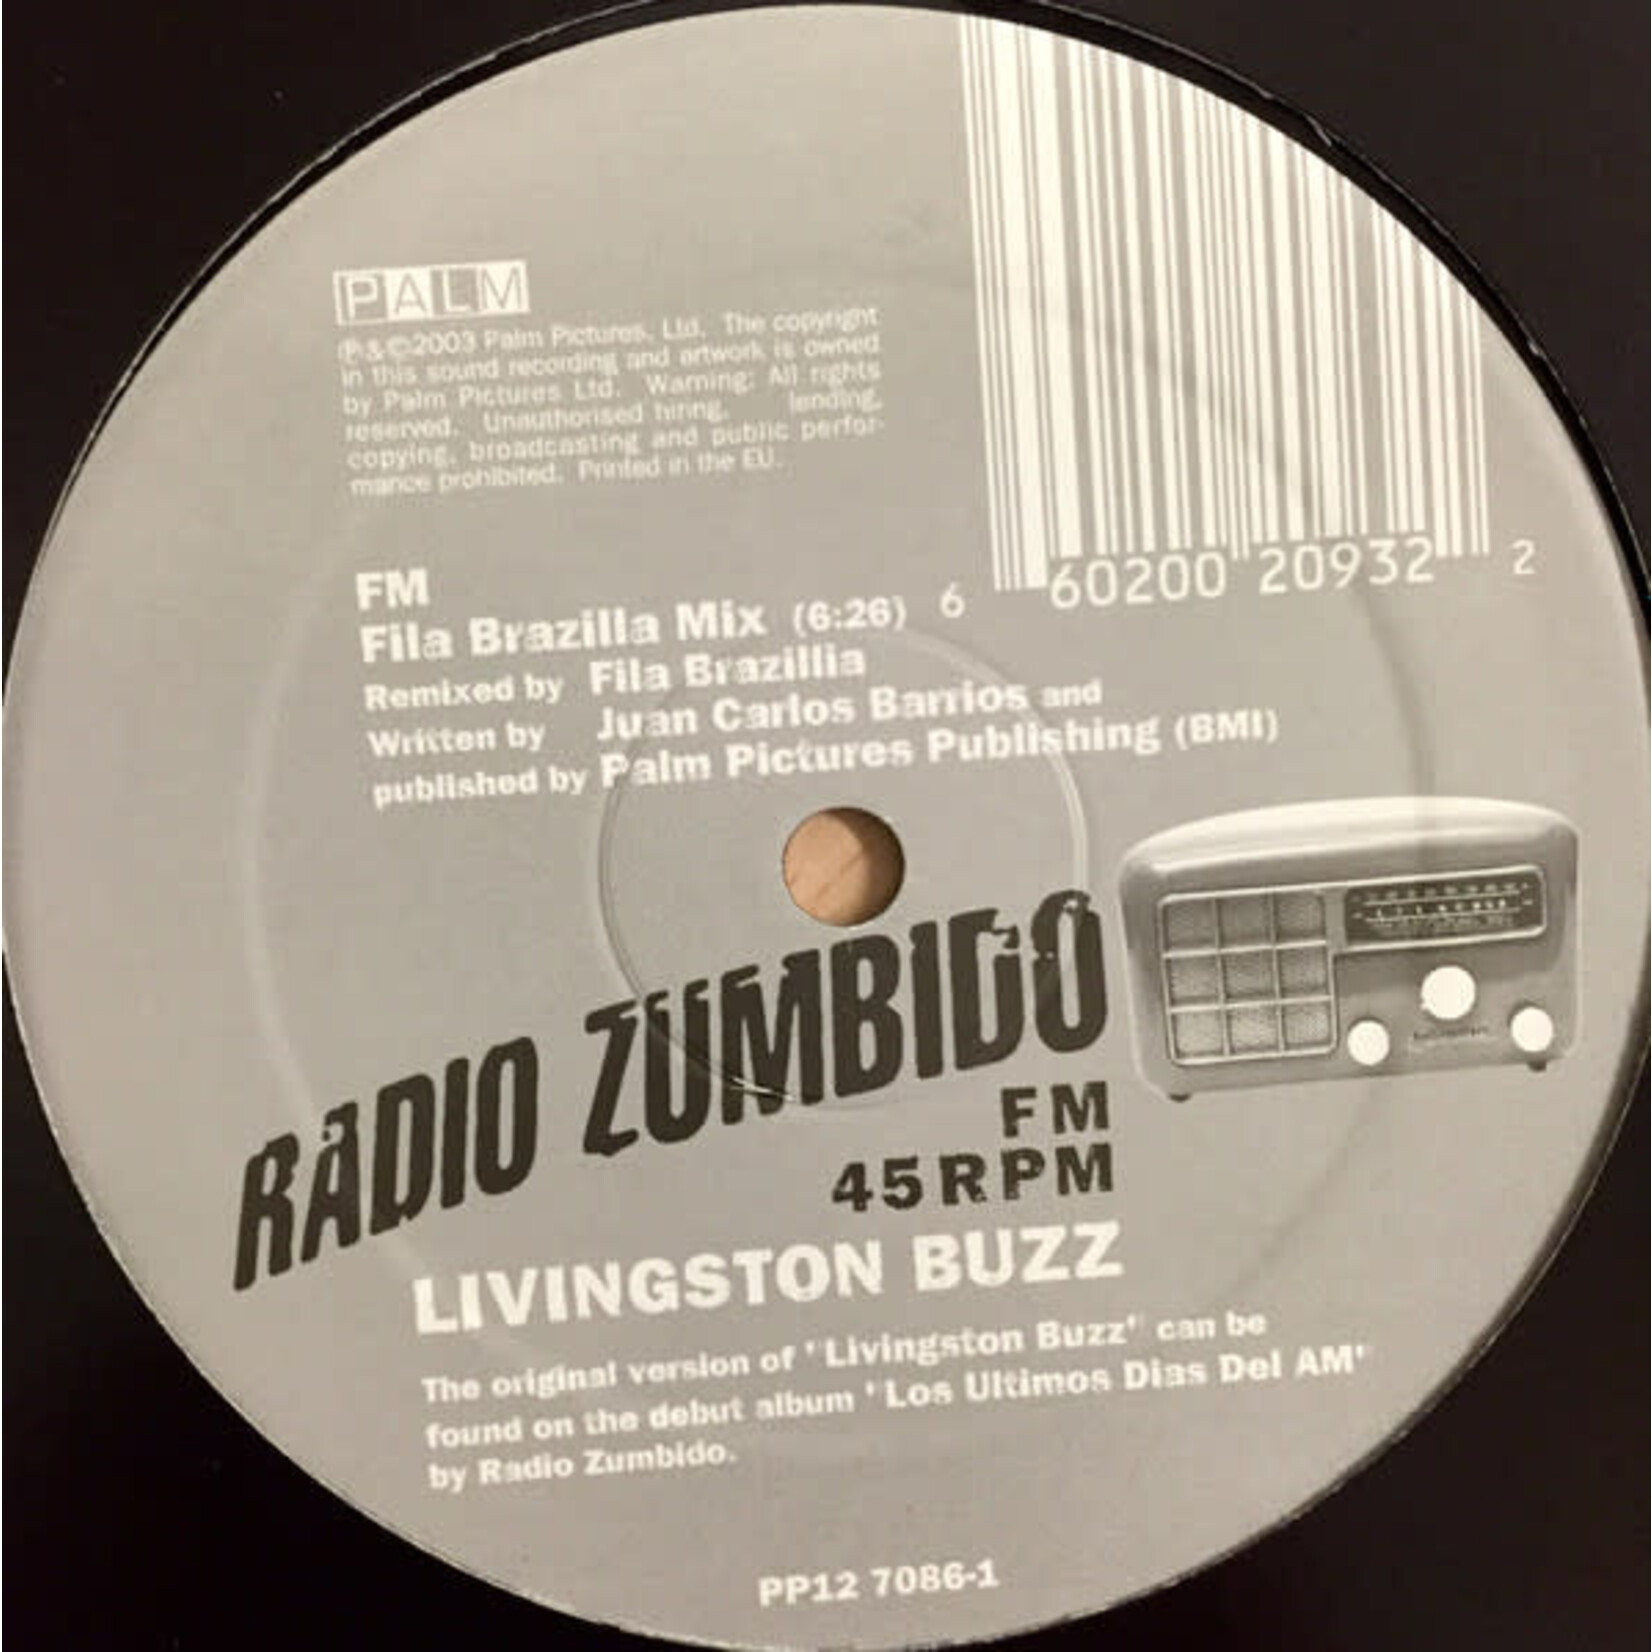 PALM
℗&©2003 Palm Pictures, Ltd. The copyright
in this sound recording and artwork is owned
by Palm Pictures Ltd. Warning: All rights
reserved. Unauthorised hiring, lending,
copying, broadcasting and public perfor-
mance prohibited. Printed in the EU.
FM
Fila Brazilla Mix (6:26)
Remixed by Fila Brazillia
Written by Juan Carlos Barrios and
published by Palm Pictures Publishing (BMI)
6 60200 20932 2
RADIO ZUMBIDO
FM
45RPM
LIVINGSTON BUZZ
The original version of "Livingston Buzz" can be
found on the debut album "Los Ultimos Dias Del AM"
by Radio Zumbido.
PP12 7086-1